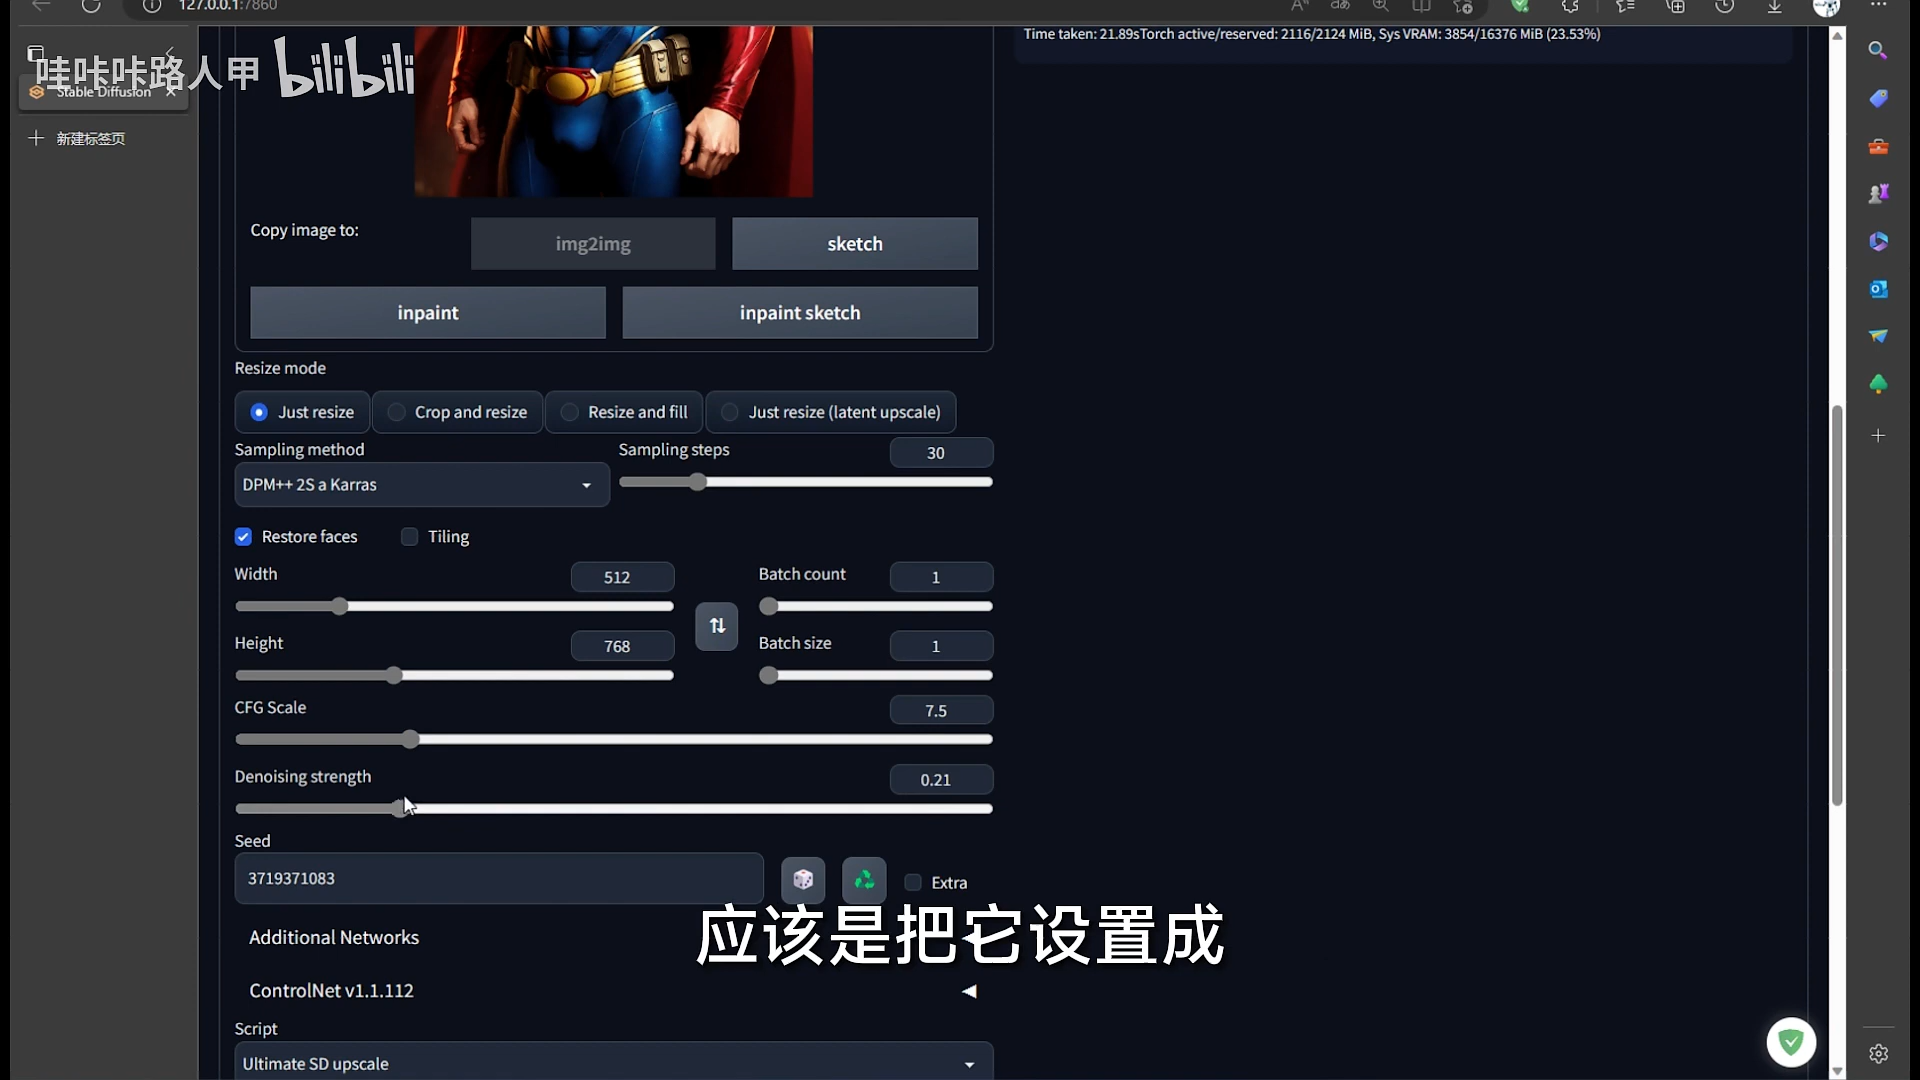 127.0.0.1:7860
哇咔咔路人甲 bilibili
Stable Diffusion
新建标签页
Time taken: 21.89sTorch active/reserved: 2116/2124 MiB, Sys VRAM: 3854/16376 MiB (23.53%)
Copy image to:
img2img
sketch
inpaint
inpaint sketch
Resize mode
Just resize
Crop and resize
Resize and fill
Just resize (latent upscale)
Sampling method
Sampling steps
30
DPM++ 2S a Karras
Restore faces
Tiling
Width
512
Batch count
1
Height
768
Batch size
1
CFG Scale
7.5
Denoising strength
0.21
Seed
3719371083
Extra
应该是把它设置成
Additional Networks
ControlNet v1.1.112
Script
Ultimate SD upscale